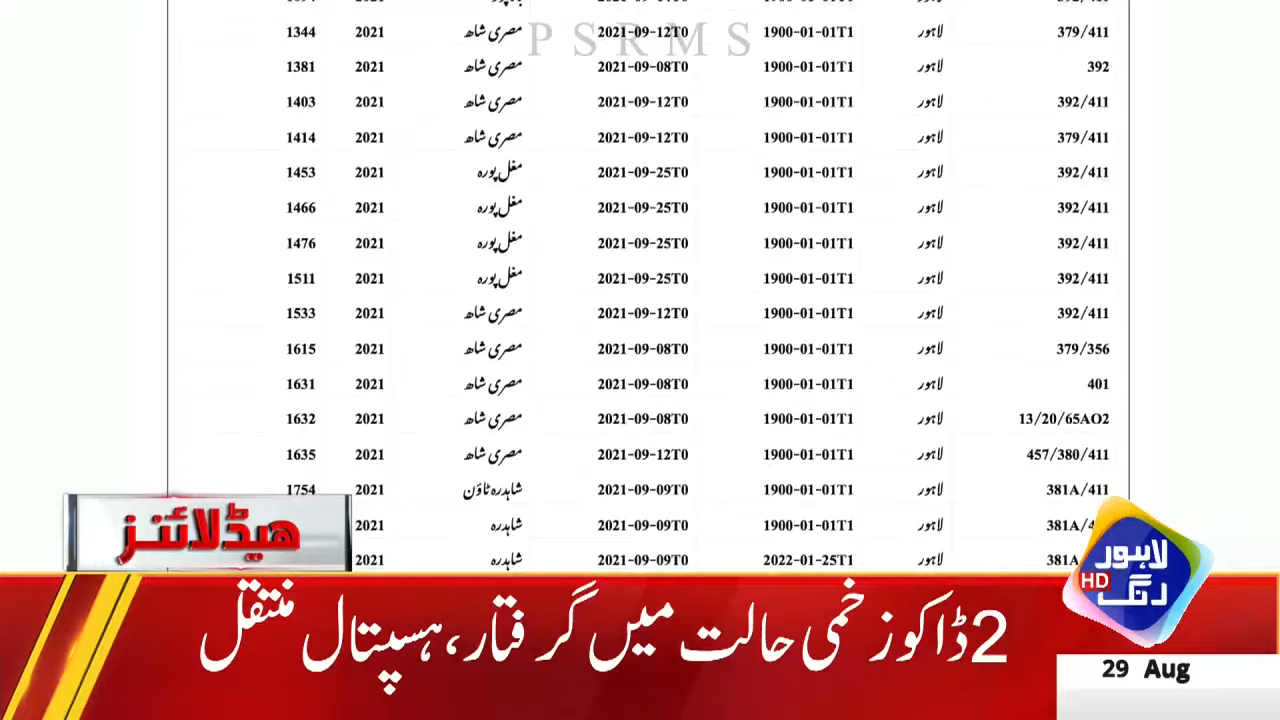 PSRMS
1344 2021 مصری شاہ 2021-09-12T0 1900-01-01T1 لاہور 379/411
1381 2021 مصری شاہ 2021-09-08T0 1900-01-01T1 لاہور 392
1403 2021 مصری شاہ 2021-09-12T0 1900-01-01T1 لاہور 392/411
1414 2021 مصری شاہ 2021-09-12T0 1900-01-01T1 لاہور 379/411
1453 2021 مغل پورہ 2021-09-25T0 1900-01-01T1 لاہور 392/411
1466 2021 مغل پورہ 2021-09-25T0 1900-01-01T1 لاہور 392/411
1476 2021 مغل پورہ 2021-09-25T0 1900-01-01T1 لاہور 392/411
1511 2021 مغل پورہ 2021-09-25T0 1900-01-01T1 لاہور 392/411
1533 2021 مصری شاہ 2021-09-12T0 1900-01-01T1 لاہور 392/411
1615 2021 مصری شاہ 2021-09-08T0 1900-01-01T1 لاہور 379/356
1631 2021 مصری شاہ 2021-09-08T0 1900-01-01T1 لاہور 401
1632 2021 مصری شاہ 2021-09-08T0 1900-01-01T1 لاہور 13/20/65AO2
1635 2021 مصری شاہ 2021-09-12T0 1900-01-01T1 لاہور 457/380/411
1754 2021 شاہدرہ ٹاؤن 2021-09-09T0 1900-01-01T1 لاہور 381A/411
2021 شاہدرہ 2021-09-09T0 1900-01-01T1 لاہور 381A/4
2021 شاہدرہ 2021-09-09T0 2022-01-25T1 لاہور 381A
ہیڈلائنز
لاہور
رنگ HD
2 ڈاکو زخمی حالت میں گرفتار، ہسپتال منتقل
29 Aug